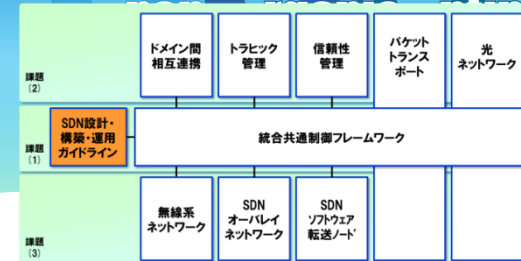 ドメイン間
相互連携
トラヒック
管理
信頼性
管理
パケット
トランス
ポート
光
ネットワーク
課題
(2)
SDN設計・
構築・運用
ガイドライン
課題
(1)
統合共通制御フレームワーク
無線系
ネットワーク
SDN
オーバレイ
ネットワーク
SDN
ソフトウェア
転送ノード
課題
(3)